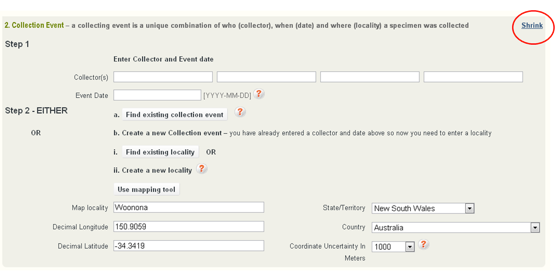 2. Collection Event – a collecting event is a unique combination of who (collector), when (date) and where (locality) a specimen was collected Shrink
Step 1
Enter Collector and Event date
Collector(s)
Event Date [YYYY-MM-DD] ?
Step 2 - EITHER a. Find existing collection event ?
OR b. Create a new Collection event – you have already entered a collector and date above so now you need to enter a locality
i. Find existing locality OR
ii. Create a new locality ?
Use mapping tool
Map locality Woonona State/Territory New South Wales
Decimal Longitude 150.9059 Country Australia
Decimal Latitude -34.3419 Coordinate Uncertainty In 1000 ?
Meters